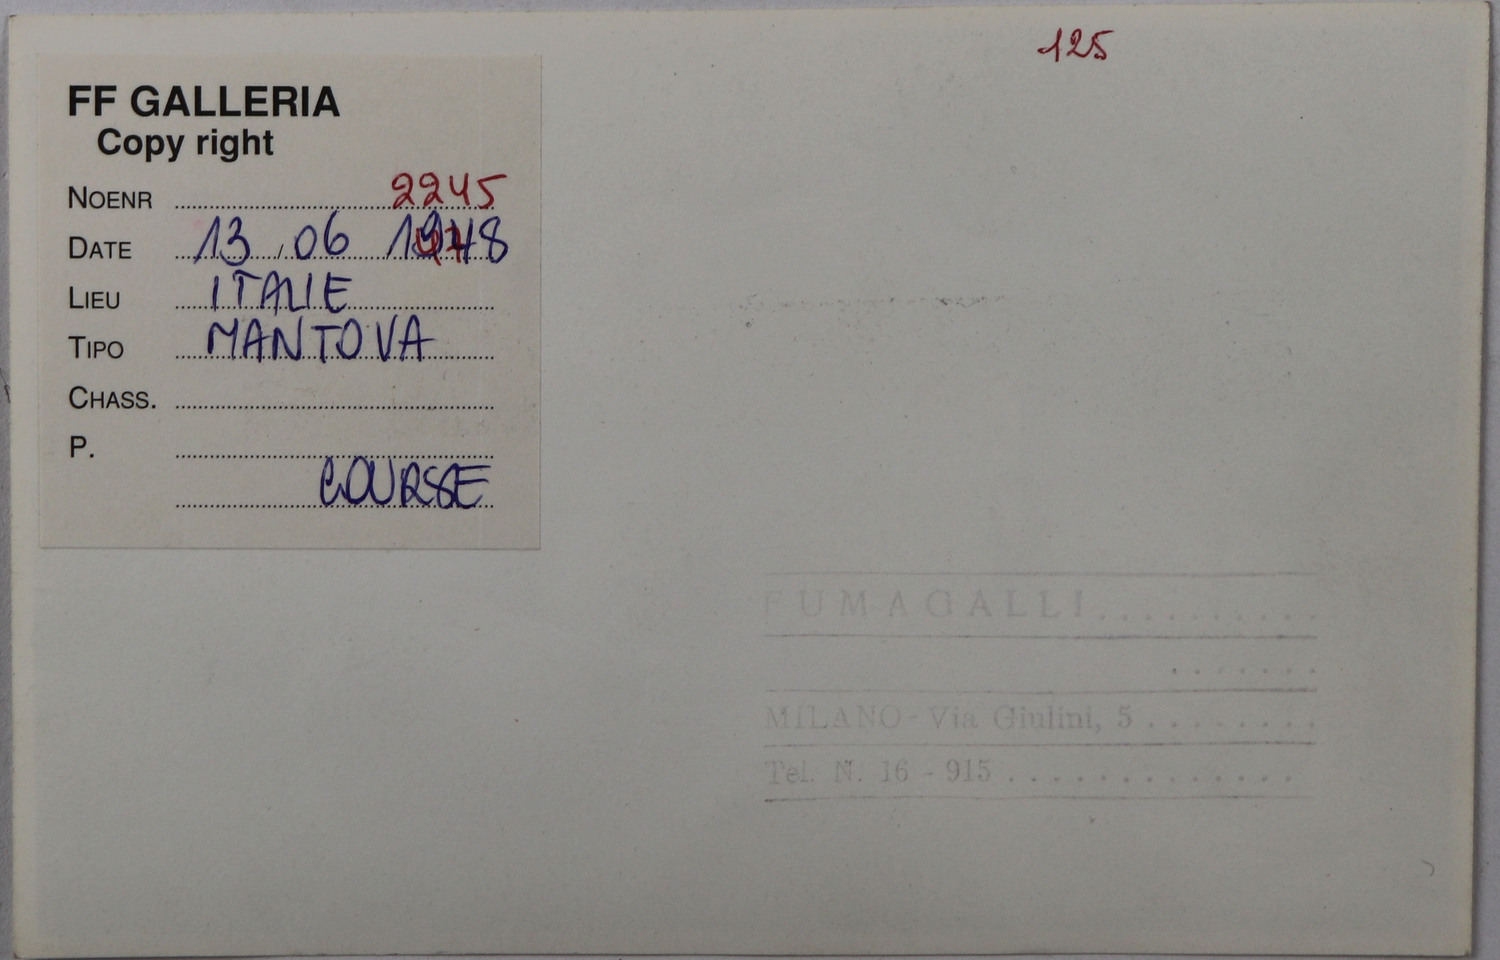 125
FF GALLERIA
Copy right
NOENR 2245
DATE 13 . 06 1948
LIEU ITALIE
TIPO MANTOVA
CHASS.
P.
COURSE
FUMAGALLI
MILANO - Via Giulini, 5
Tel. N. 16 - 915